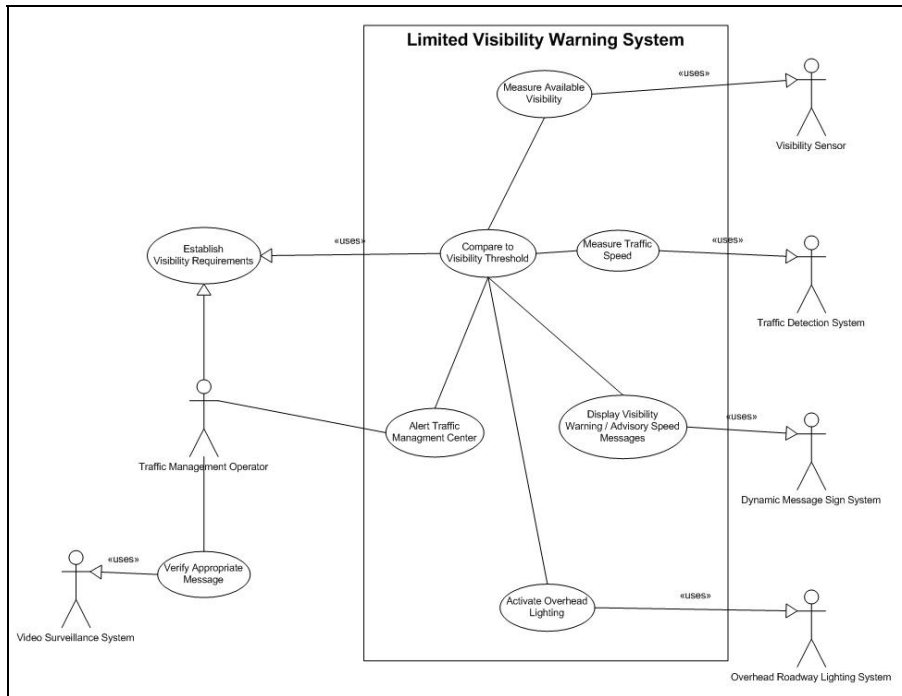 Limited Visibility Warning System
Measure Available
Visibility
«uses»
Visibility Sensor
Establish
Visibility Requirements
«uses»
Compare to
Visibility Threshold
Measure Traffic
Speed
«uses»
Traffic Detection System
Traffic Management Operator
Alert Traffic
Managment Center
Display Visibility
Warning / Advisory Speed
Messages
«uses»
Dynamic Message Sign System
Video Surveillance System
«uses»
Verify Appropriate
Message
Activate Overhead
Lighting
«uses»
Overhead Roadway Lighting System